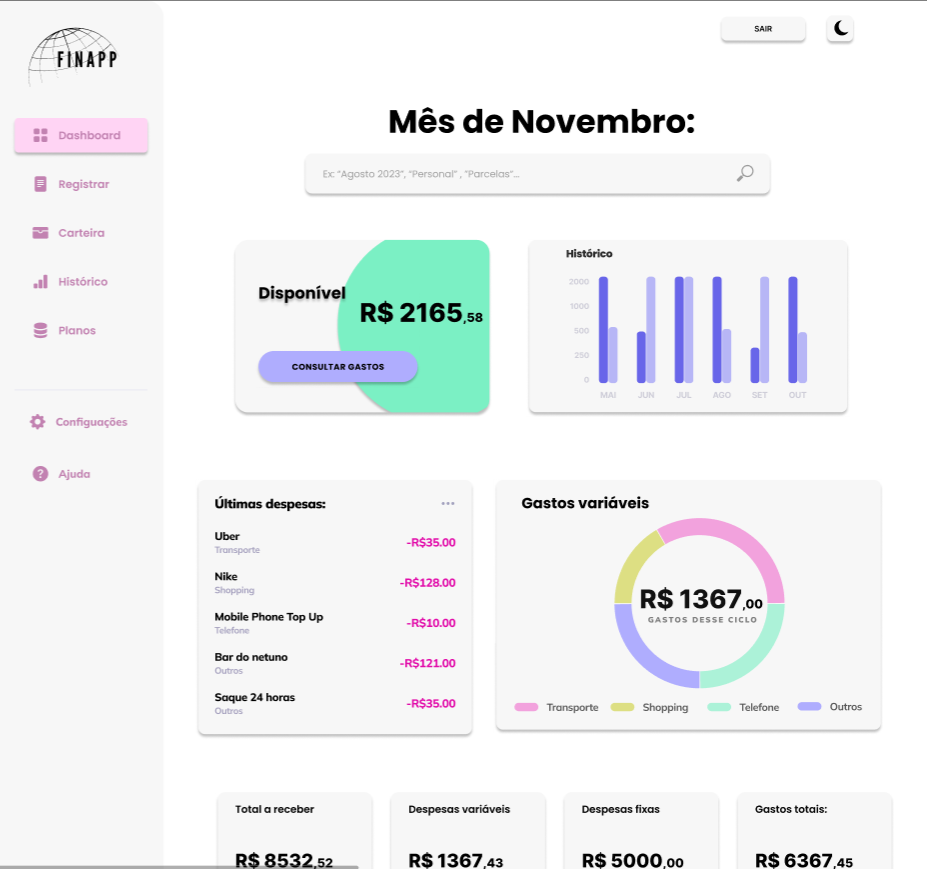 FINAPP
SAIR
Dashboard
Registrar
Carteira
Histórico
Planos
Configuações
Ajuda
Mês de Novembro:
Ex: "Agosto 2023", "Personal" , "Parcelas"...
Disponível
R$ 2165,58
CONSULTAR GASTOS
Histórico
2000
1000
500
250
0
MAI JUN JUL AGO SET OUT
Últimas despesas:
Uber
Transporte
-R$35.00
Nike
Shopping
-R$128.00
Mobile Phone Top Up
Telefone
-R$10.00
Bar do netuno
Outros
-R$121.00
Saque 24 horas
Outros
-R$35.00
Gastos variáveis
R$ 1367,00
GASTOS DESSE CICLO
Transporte Shopping Telefone Outros
Total a receber
R$ 8532,52
Despesas variáveis
R$ 1367,43
Despesas fixas
R$ 5000,00
Gastos totais:
R$ 6367,45